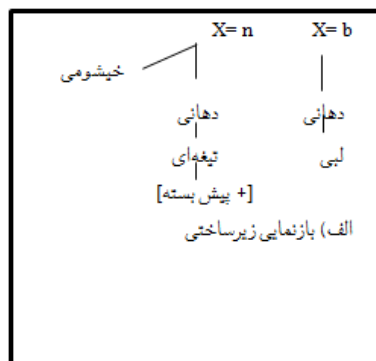 X= n X= b
خیشومی
دهانی دهانی
تیغه‌ای لبی
[+ پیش بسته]
الف) بازنمایی زیرساختی